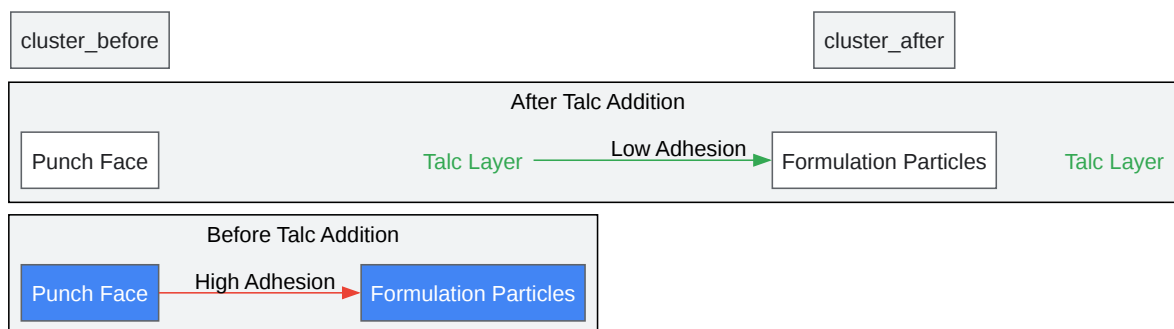 cluster_before
cluster_after
After Talc Addition
Punch Face
Talc Layer
Low Adhesion
Formulation Particles
Talc Layer
Before Talc Addition
Punch Face
High Adhesion
Formulation Particles